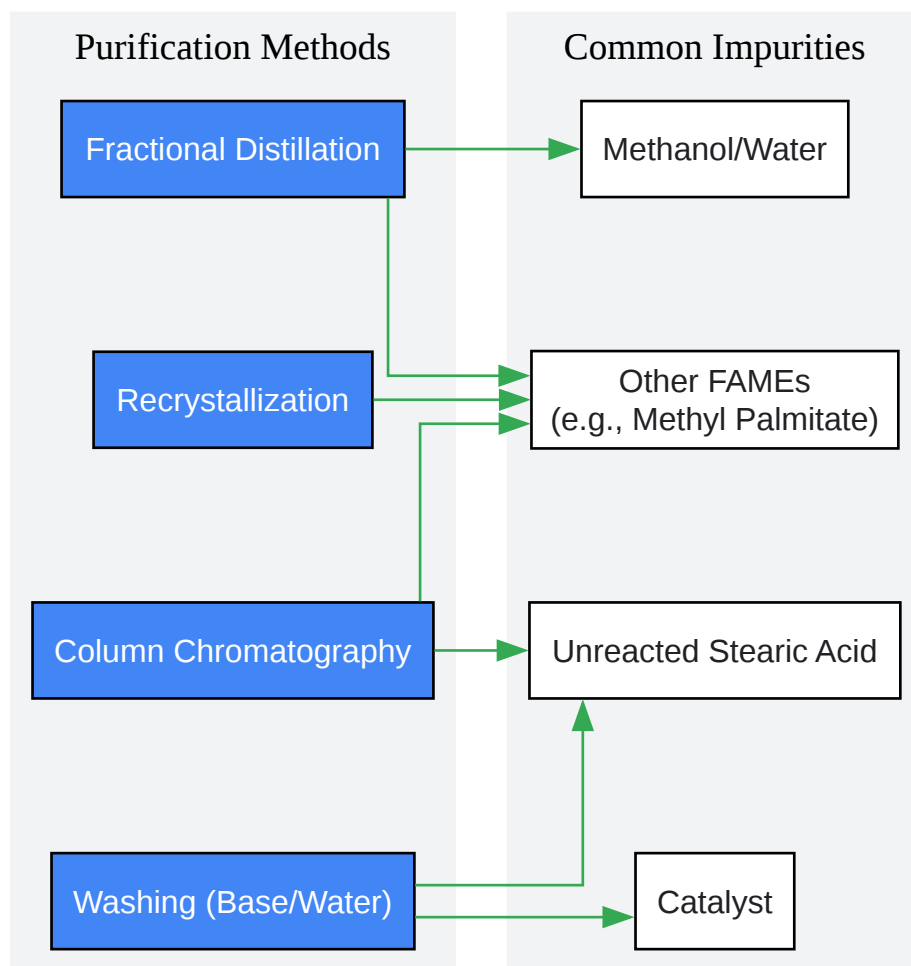 Purification Methods
Common Impurities
Fractional Distillation
Methanol/Water
Recrystallization
Other FAMEs
(e.g., Methyl Palmitate)
Column Chromatography
Unreacted Stearic Acid
Washing (Base/Water)
Catalyst